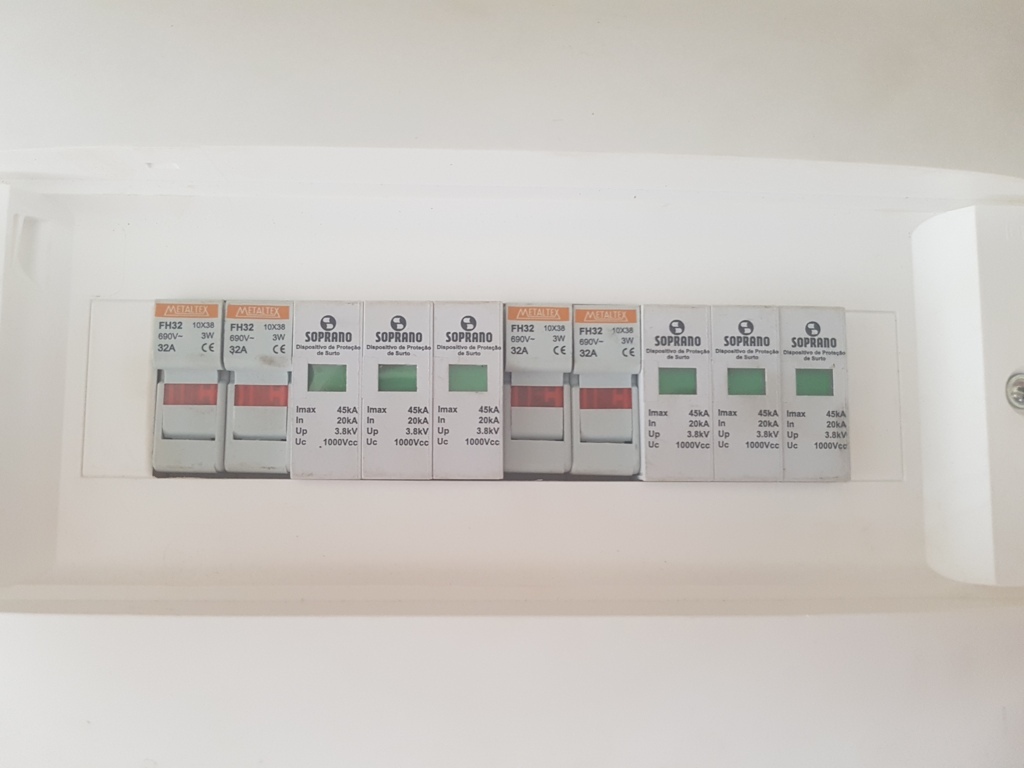 METALTEX
FH32 10X38
690V~ 3W
32A CE
METALTEX
FH32 10X38
690V~ 3W
32A CE
SOPRANO
Dispositivo de Proteção
de Surto
Imax 45kA
In 20kA
Up 3.8kV
Uc 1000Vcc
SOPRANO
Dispositivo de Proteção
de Surto
Imax 45kA
In 20kA
Up 3.8kV
Uc 1000Vcc
SOPRANO
Dispositivo de Proteção
de Surto
Imax 45kA
In 20kA
Up 3.8kV
Uc 1000Vcc
METALTEX
FH32 10X38
690V~ 3W
32A CE
METALTEX
FH32 10X38
690V~ 3W
32A CE
SOPRANO
Dispositivo de Proteção
de Surto
Imax 45kA
In 20kA
Up 3.8kV
Uc 1000Vcc
SOPRANO
Dispositivo de Proteção
de Surto
Imax 45kA
In 20kA
Up 3.8kV
Uc 1000Vcc
SOPRANO
Dispositivo de Proteção
de Surto
Imax 45kA
In 20kA
Up 3.8kV
Uc 1000Vcc